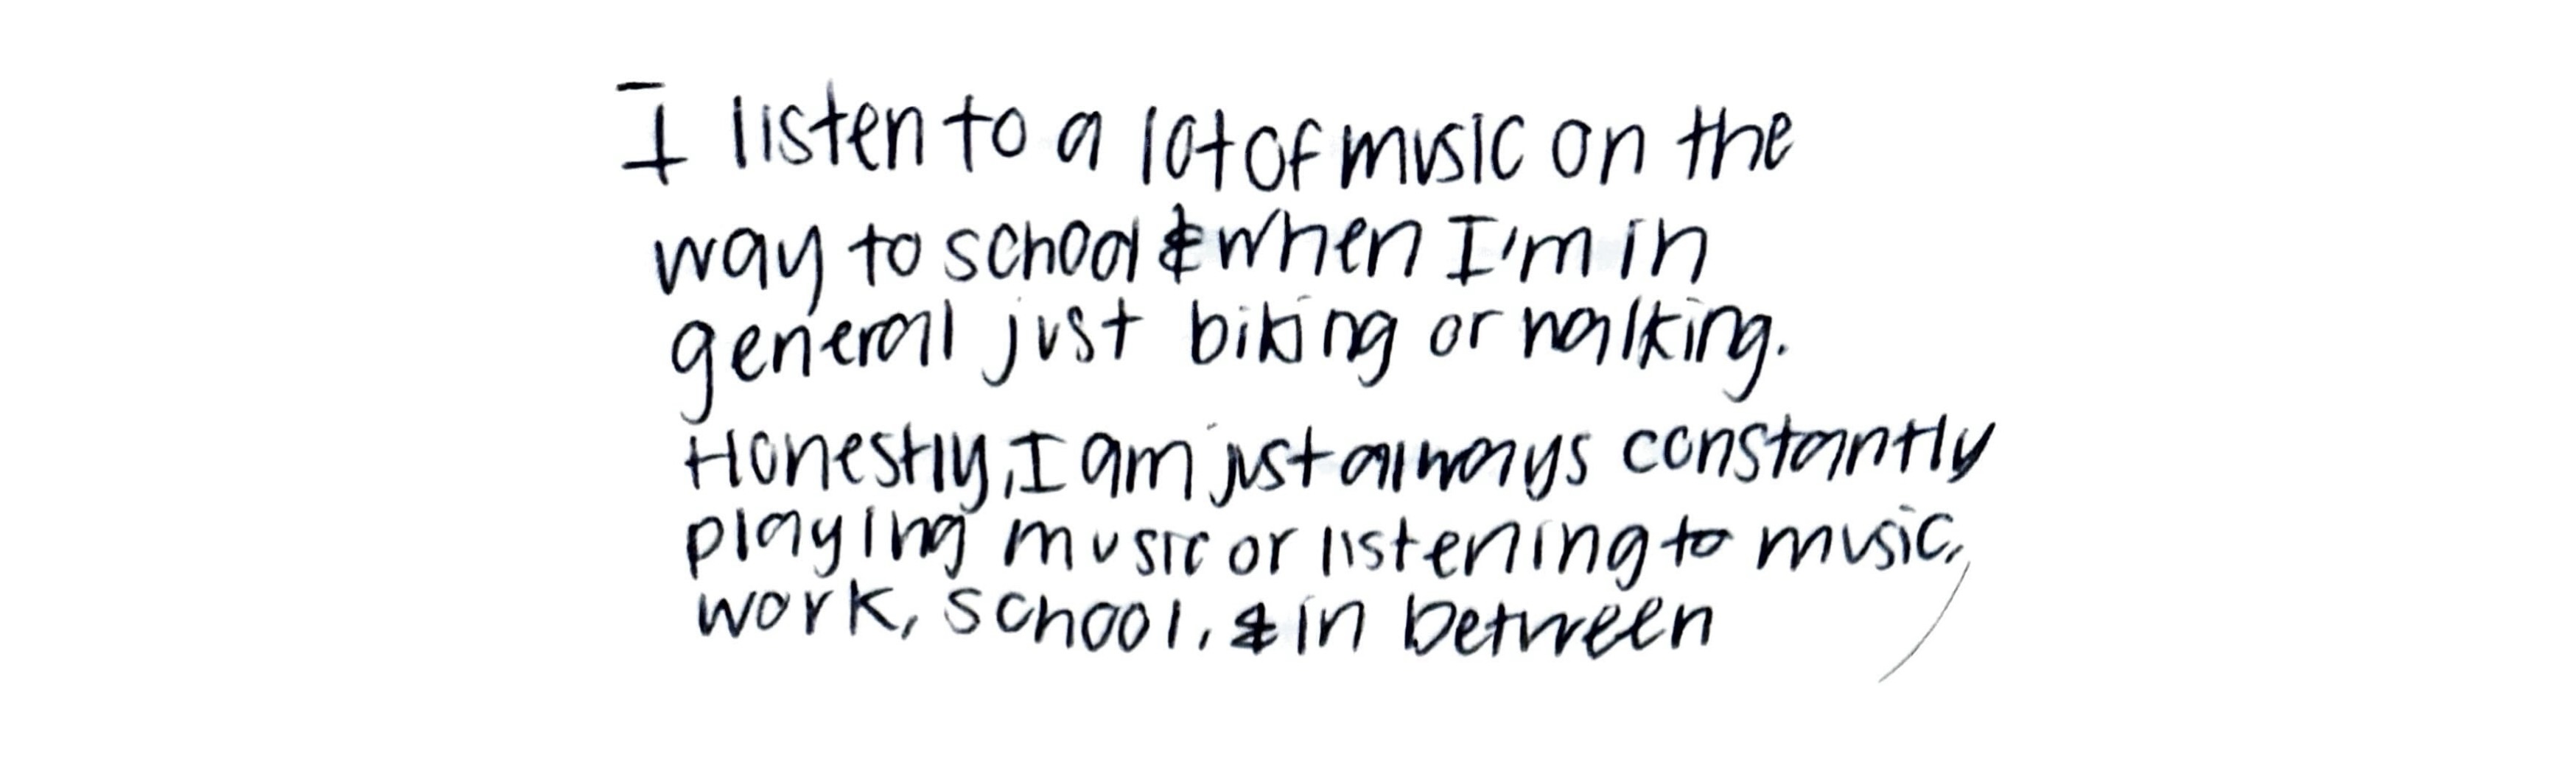 I listen to a lot of music on the
way to school & when I'm in
general just biking or walking.
Honestly, I am just always constantly
playing music or listening to music,
work, school, & in between